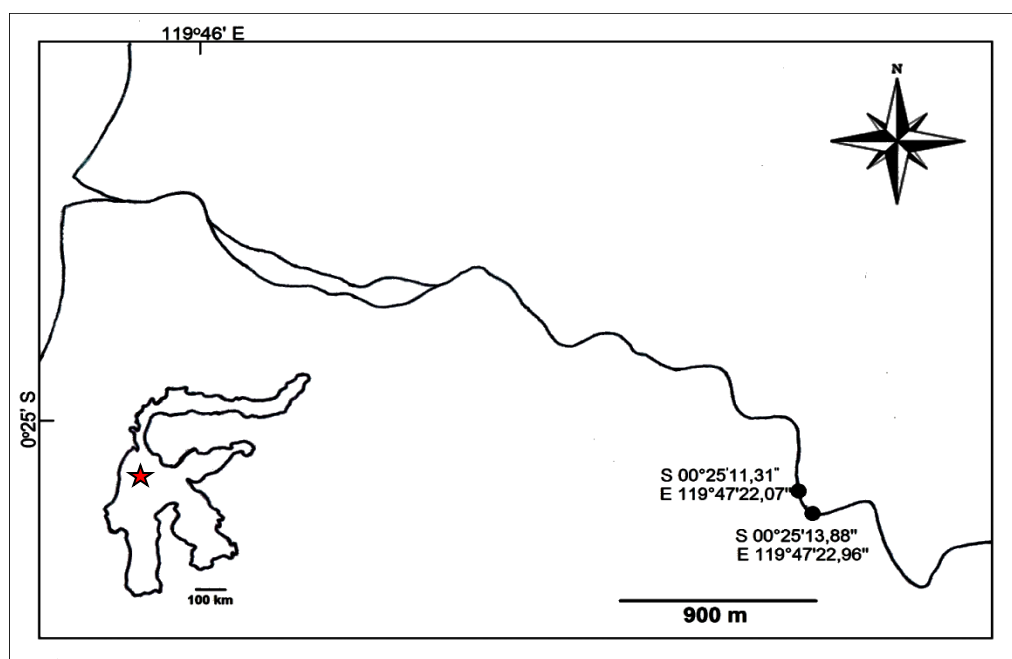 119º46' E
N
0º25' S
S 00°25'11,31"
E 119°47'22,07"
S 00°25'13,88"
E 119°47'22,96"
100 km
900 m